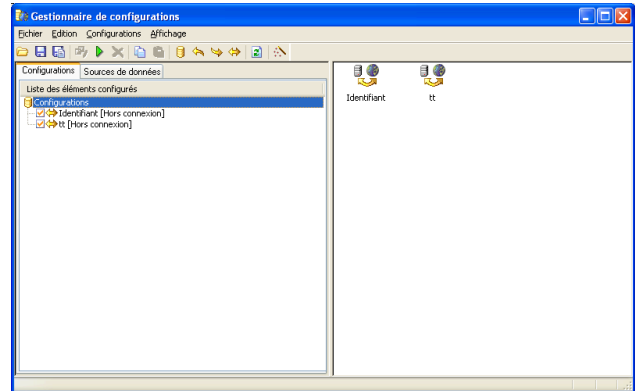 Gestionnaire de configurations
Fichier Edition Configurations Affichage
Configurations Sources de données
Liste des éléments configurés
Configurations
Identifiant [Hors connexion]
tt [Hors connexion]
Identifiant tt